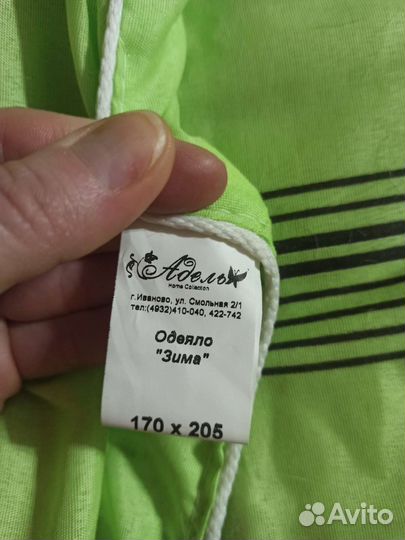 Адель
Home Collection
г.Иваново, ул. Смольная 2/1
тел:(4932)410-040, 422-742
Одеяло
"Зима"
170 x 205
Avito